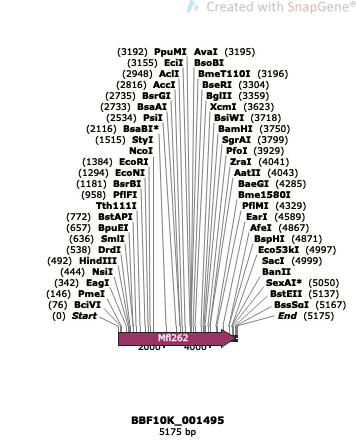 Created with SnapGene®
(3192) PpuMI AvaI (3195)
(3155) EciI BsoBI
(2948) AclI BmeT110I (3196)
(2816) AccI BseRI (3304)
(2735) BsrGI BglII (3359)
(2733) BsaAI XcmI (3623)
(2534) PsiI BsiWI (3718)
(2116) BsaBI* BamHI (3750)
(1515) StyI SgrAI (3799)
NcoI PfoI (3929)
(1384) EcoRI ZraI (4041)
(1294) EcoNI AatII (4043)
(1181) BsrBI BaeGI (4285)
(958) PflFI Bme1580I
Tth111I PflMI (4329)
(772) BstAPI EarI (4589)
(657) BpuEI AfeI (4867)
(636) SmlI BspHI (4871)
(538) DrdI Eco53kI (4997)
(492) HindIII SacI (4999)
(444) NsiI BanII
(342) EagI SexAI* (5050)
(146) PmeI BstEII (5137)
(76) BciVI BssSαI (5167)
(0) Start End (5175)
Mfl262
2000 4000
BBF10K_001495
5175 bp